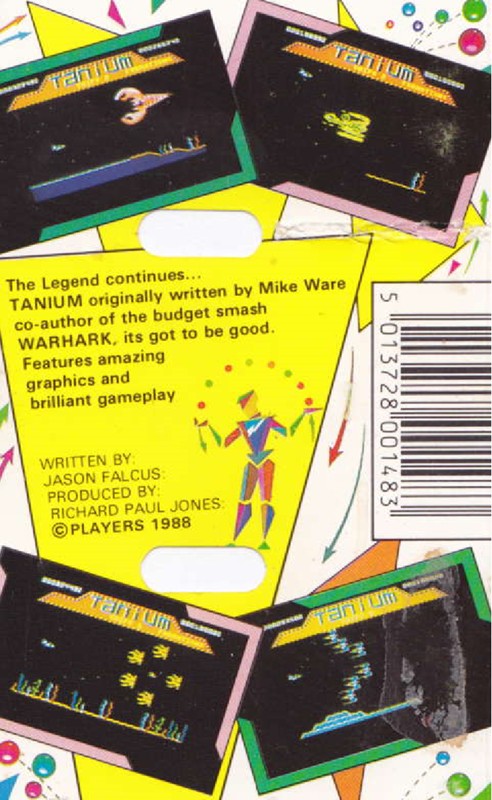 Tanium
Tanium
The Legend continues...
TANIUM originally written by Mike Ware
co-author of the budget smash
WARHARK, its got to be good.
Features amazing
graphics and
brilliant gameplay
WRITTEN BY:
JASON FALCUS:
PRODUCED BY:
RICHARD PAUL JONES:
©PLAYERS 1988
5 013728 001483
Tanium
Tanium